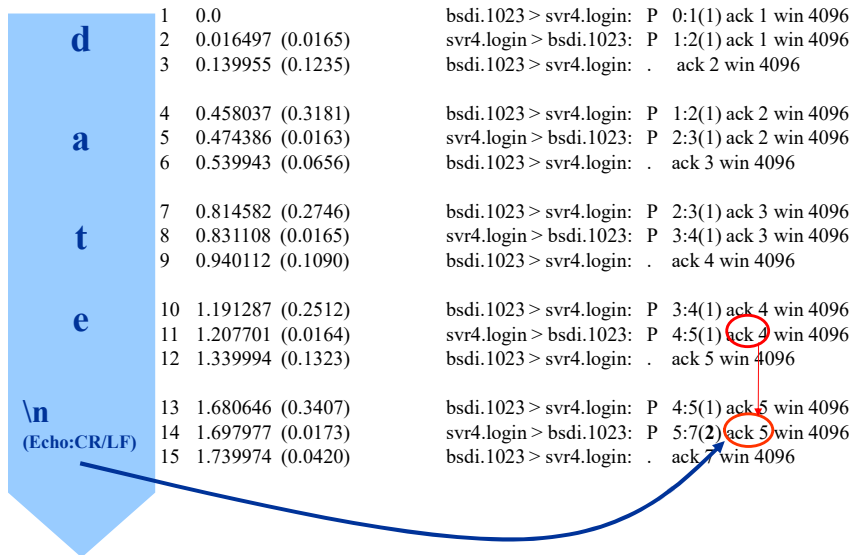 1 0.0 bsdi.1023 > svr4.login: P 0:1(1) ack 1 win 4096
d
2 0.016497 (0.0165) svr4.login > bsdi.1023: P 1:2(1) ack 1 win 4096
3 0.139955 (0.1235) bsdi.1023 > svr4.login: . ack 2 win 4096
4 0.458037 (0.3181) bsdi.1023 > svr4.login: P 1:2(1) ack 2 win 4096
a
5 0.474386 (0.0163) svr4.login > bsdi.1023: P 2:3(1) ack 2 win 4096
6 0.539943 (0.0656) bsdi.1023 > svr4.login: . ack 3 win 4096
7 0.814582 (0.2746) bsdi.1023 > svr4.login: P 2:3(1) ack 3 win 4096
t
8 0.831108 (0.0165) svr4.login > bsdi.1023: P 3:4(1) ack 3 win 4096
9 0.940112 (0.1090) bsdi.1023 > svr4.login: . ack 4 win 4096
10 1.191287 (0.2512) bsdi.1023 > svr4.login: P 3:4(1) ack 4 win 4096
e
11 1.207701 (0.0164) svr4.login > bsdi.1023: P 4:5(1) ack 4 win 4096
12 1.339994 (0.1323) bsdi.1023 > svr4.login: . ack 5 win 4096
\n
13 1.680646 (0.3407) bsdi.1023 > svr4.login: P 4:5(1) ack 5 win 4096
(Echo:CR/LF)
14 1.697977 (0.0173) svr4.login > bsdi.1023: P 5:7(2) ack 5 win 4096
15 1.739974 (0.0420) bsdi.1023 > svr4.login: . ack 7 win 4096